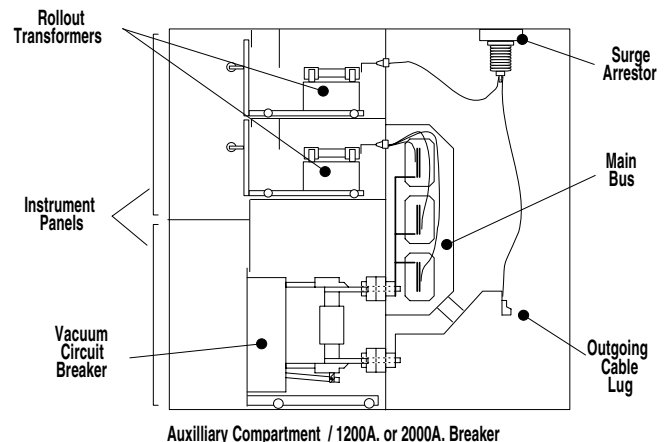 Rollout
Transformers
Surge
Arrestor
Main
Bus
Instrument
Panels
Vacuum
Circuit
Breaker
Outgoing
Cable
Lug
Auxilliary Compartment / 1200A. or 2000A. Breaker